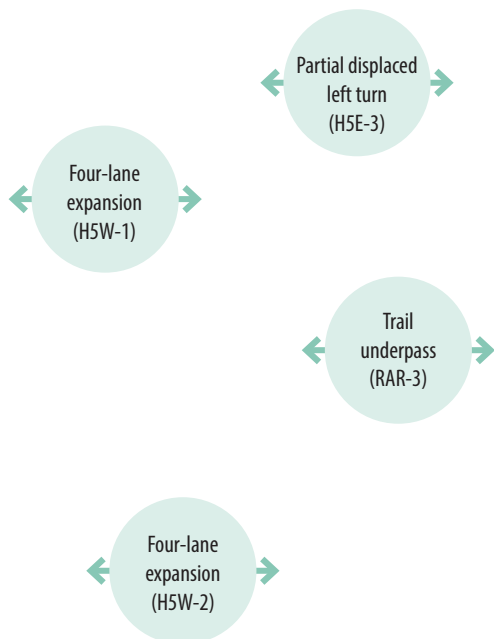 Partial displaced
left turn
(H5E-3)
Four-lane
expansion
(H5W-1)
Trail
underpass
(RAR-3)
Four-lane
expansion
(H5W-2)